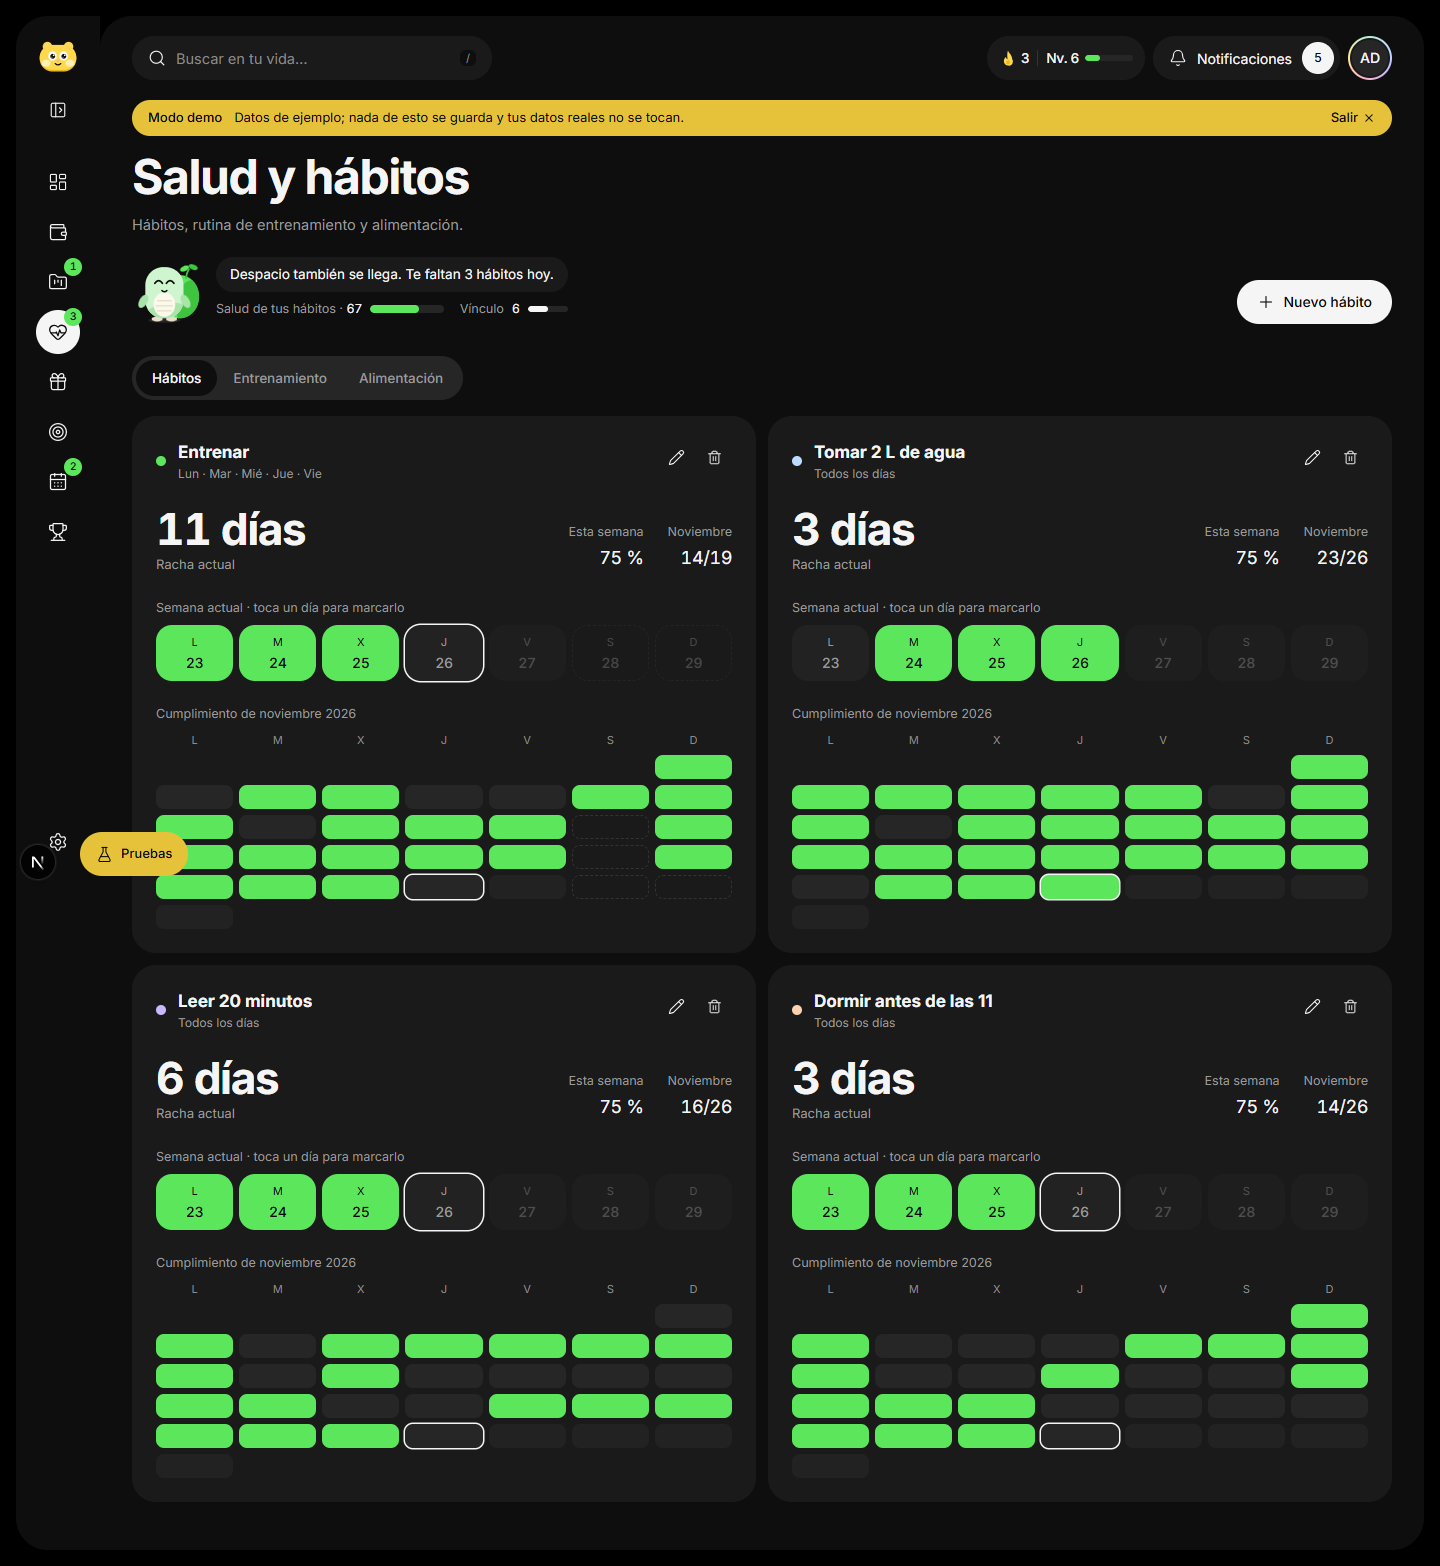 Buscar en tu vida...
/
3
Nv. 6
Notificaciones
5
AD
Modo demo Datos de ejemplo; nada de esto se guarda y tus datos reales no se tocan.
Salir
1
3
2
Salud y hábitos
Hábitos, rutina de entrenamiento y alimentación.
Despacio también se llega. Te faltan 3 hábitos hoy.
Salud de tus hábitos · 67
Vínculo 6
Nuevo hábito
Hábitos
Entrenamiento
Alimentación
Entrenar
Lun · Mar · Mié · Jue · Vie
11 días
Racha actual
Esta semana
75 %
Noviembre
14/19
Semana actual · toca un día para marcarlo
L M X J V S D
23 24 25 26 27 28 29
Cumplimiento de noviembre 2026
L M X J V S D
Tomar 2 L de agua
Todos los días
3 días
Racha actual
Esta semana
75 %
Noviembre
23/26
Semana actual · toca un día para marcarlo
L M X J V S D
23 24 25 26 27 28 29
Cumplimiento de noviembre 2026
L M X J V S D
N
Pruebas
Leer 20 minutos
Todos los días
6 días
Racha actual
Esta semana
75 %
Noviembre
16/26
Semana actual · toca un día para marcarlo
L M X J V S D
23 24 25 26 27 28 29
Cumplimiento de noviembre 2026
L M X J V S D
Dormir antes de las 11
Todos los días
3 días
Racha actual
Esta semana
75 %
Noviembre
14/26
Semana actual · toca un día para marcarlo
L M X J V S D
23 24 25 26 27 28 29
Cumplimiento de noviembre 2026
L M X J V S D